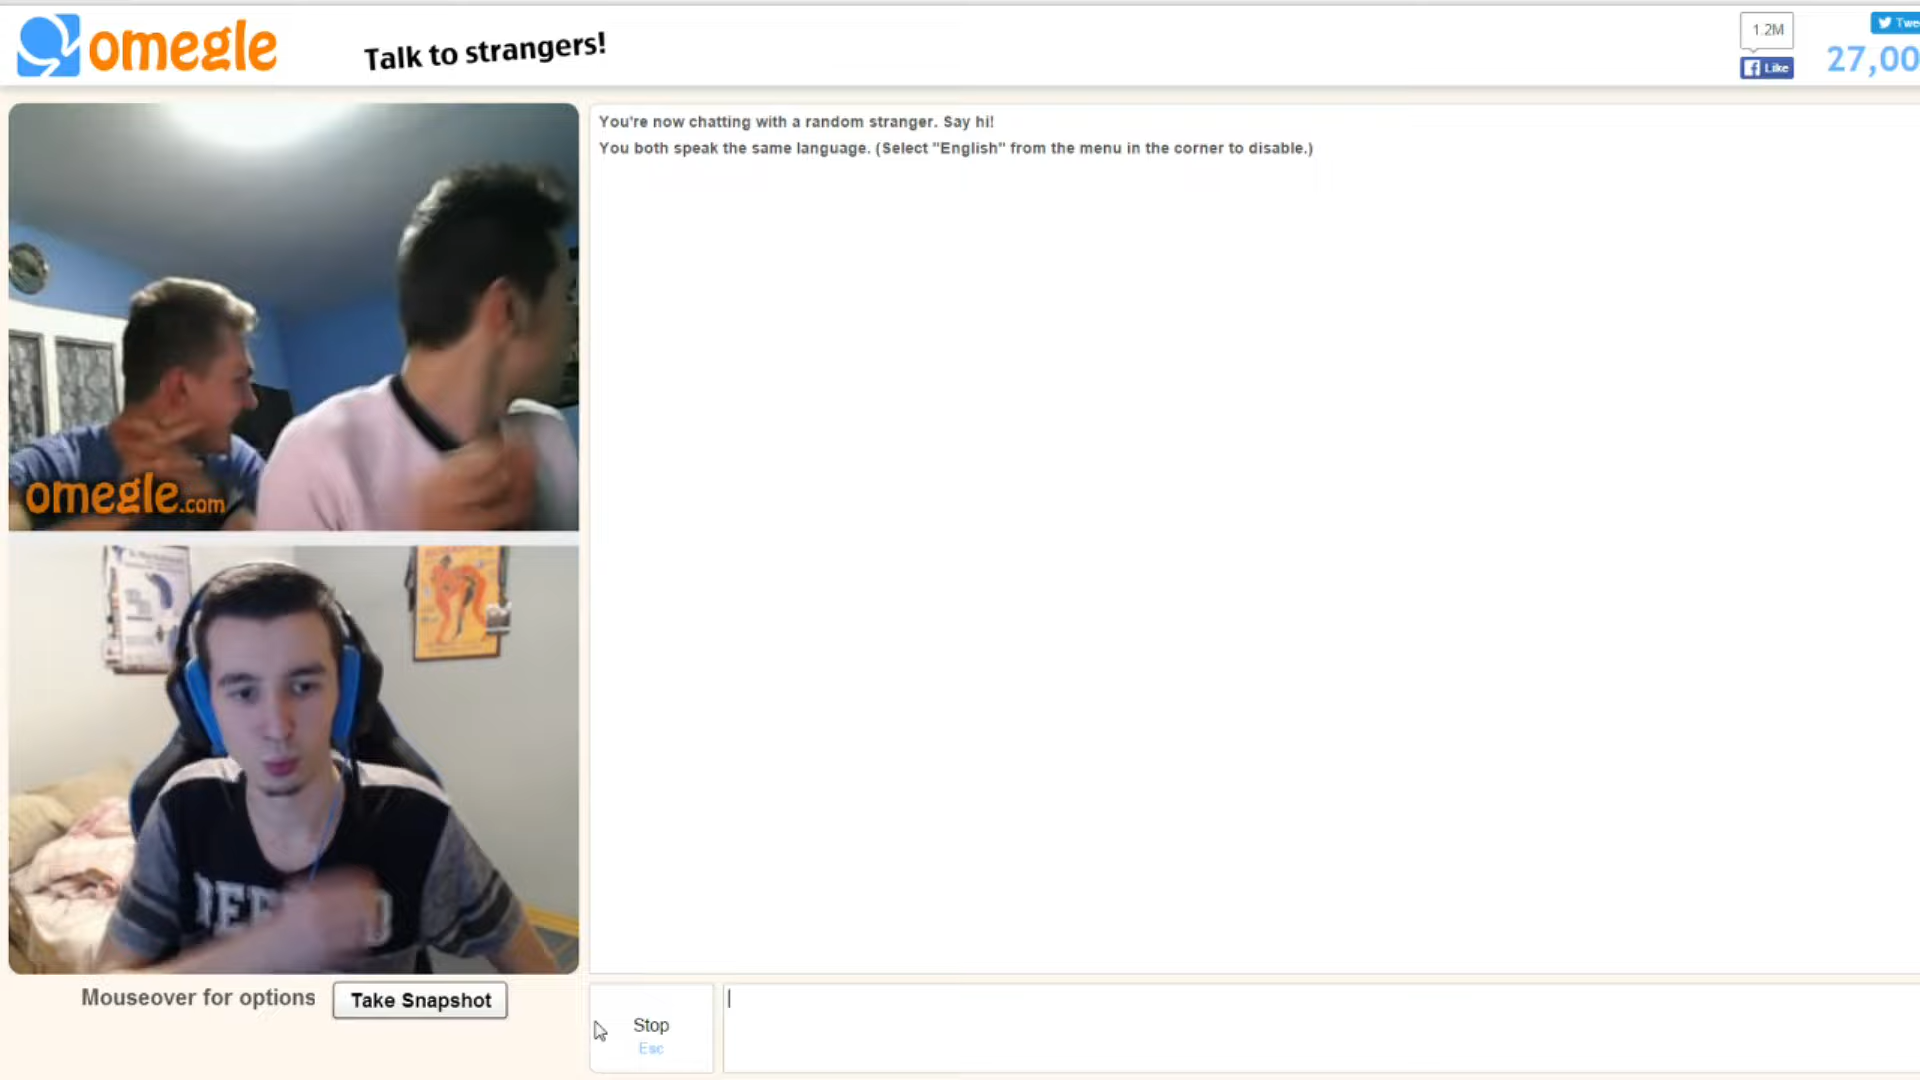 omegle
Talk to strangers!
1.2M
Like
Twee
27,00
You're now chatting with a random stranger. Say hi!
You both speak the same language. (Select "English" from the menu in the corner to disable.)
omegle.com
Mouseover for options
Take Snapshot
Stop
Esc